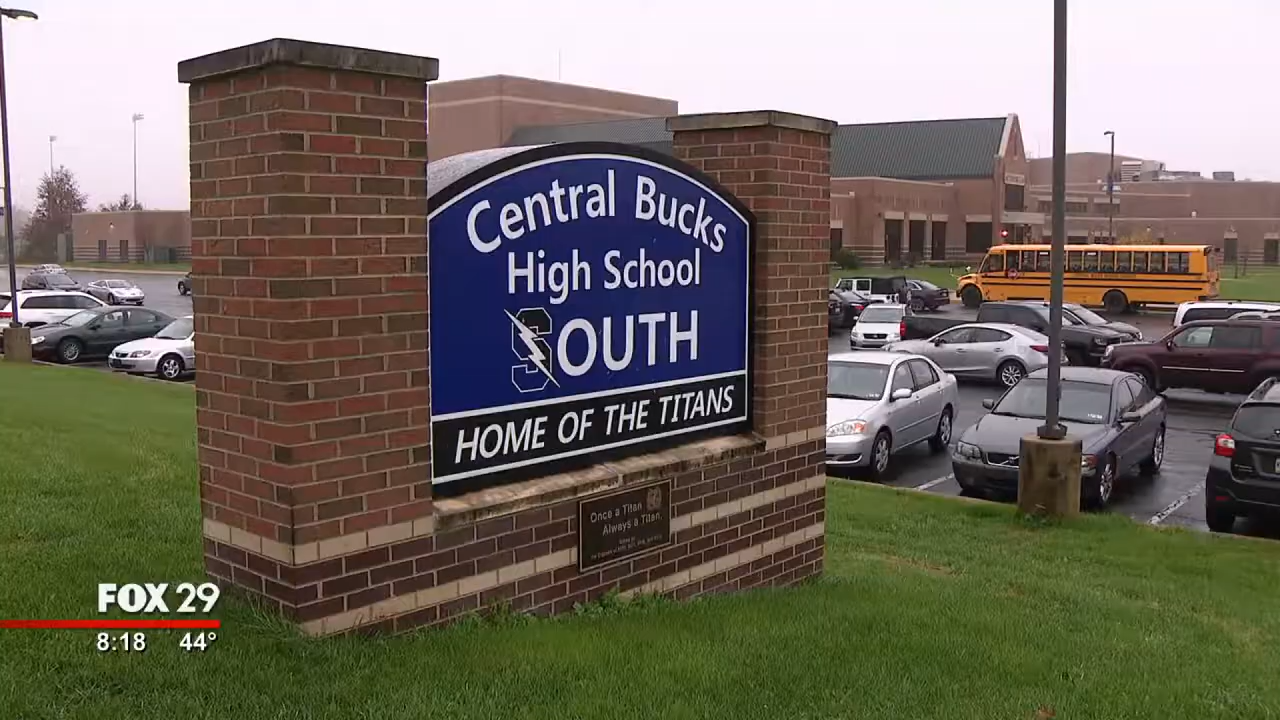 Central Bucks
High School
SOUTH
HOME OF THE TITANS
Once a Titan
Always a Titan.
FOX 29
8:18 44°